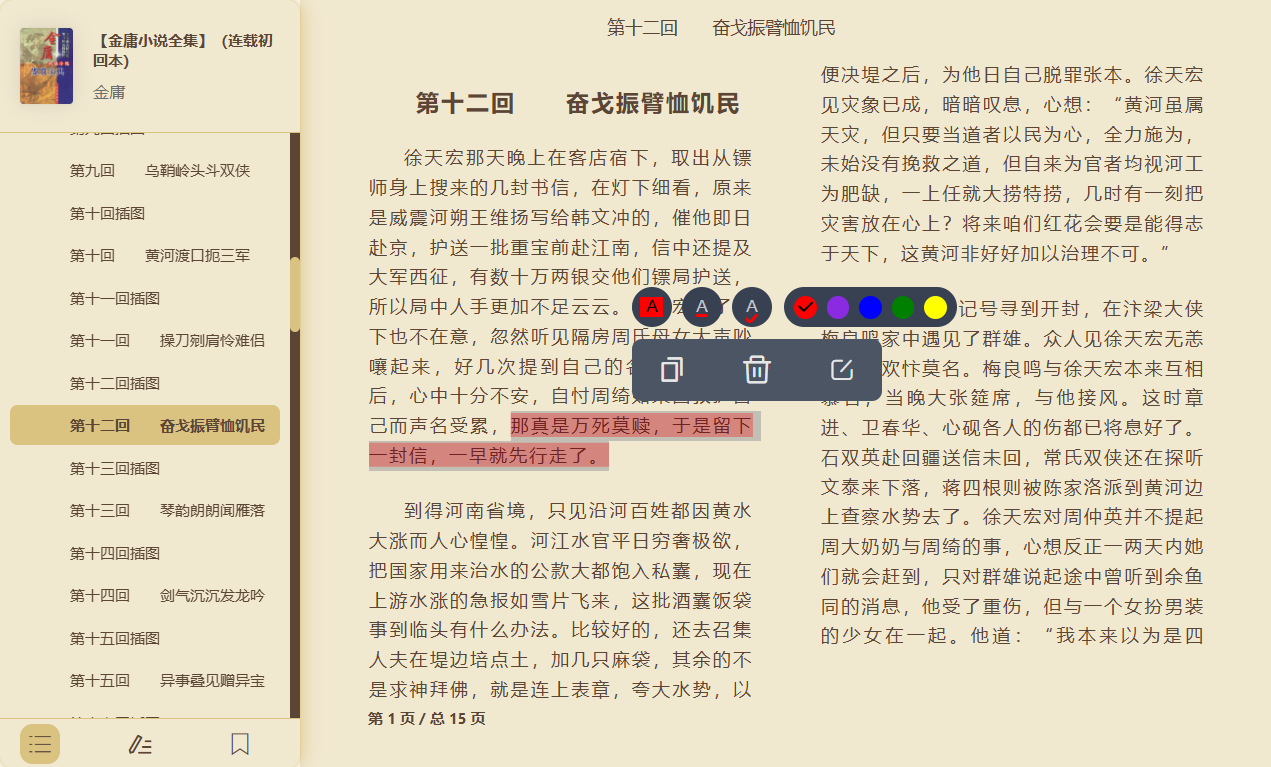 【金庸小说全集】（连载初
回本）
金庸
第九回　　乌鞘岭头斗双侠
第十回插图
第十回　　黄河渡口扼三军
第十一回插图
第十一回　　操刀剜肩怜难侣
第十二回插图
第十二回　　奋戈振臂恤饥民
第十三回插图
第十三回　　琴韵朗朗闻雁落
第十四回插图
第十四回　　剑气沉沉发龙吟
第十五回插图
第十五回　　异事叠见赠异宝
第十二回　　奋戈振臂恤饥民
第十二回　　奋戈振臂恤饥民
徐天宏那天晚上在客店宿下，取出从镖
师身上搜来的几封书信，在灯下细看，原来
是威震河朔王维扬写给韩文冲的，催他即日
赴京，护送一批重宝前赴江南，信中还提及
大军西征，有数十万两银交他们镖局护送，
所以局中人手更加不足云云。
下也不在意，忽然听见隔房周氏母女大声吵
嚷起来，好几次提到自己的
后，心中十分不安，自忖周绮
己而声名受累，那真是万死莫赎，于是留下
一封信，一早就先行走了。
到得河南省境，只见沿河百姓都因黄水
大涨而人心惶惶。河江水官平日穷奢极欲，
把国家用来治水的公款大都饱入私囊，现在
上游水涨的急报如雪片飞来，这批酒囊饭袋
事到临头有什么办法。比较好的，还去召集
人夫在堤边培点土，加几只麻袋，其余的不
是求神拜佛，就是连上表章，夸大水势，以
第 1 页 / 总 15 页
便决堤之后，为他日自己脱罪张本。徐天宏
见灾象已成，暗暗叹息，心想：“黄河虽属
天灾，但只要当道者以民为心，全力施为，
未始没有挽救之道，但自来为官者均视河工
为肥缺，一上任就大捞特捞，几时有一刻把
灾害放在心上？将来咱们红花会要是能得志
于天下，这黄河非好好加以治理不可。”
记号寻到开封，在汴梁大侠
梅良鸣家中遇见了群雄。众人见徐天宏无恙
欢忭莫名。梅良鸣与徐天宏本来互相
慕名，当晚大张筵席，与他接风。这时章
进、卫春华、心砚各人的伤都已将息好了。
石双英赴回疆送信未回，常氏双侠还在探听
文泰来下落，蒋四根则被陈家洛派到黄河边
上查察水势去了。徐天宏对周仲英并不提起
周大奶奶与周绮的事，心想反正一两天内她
们就会赶到，只对群雄说起途中曾听到余鱼
同的消息，他受了重伤，但与一个女扮男装
的少女在一起。他道：“我本来以为是四
A
A
A